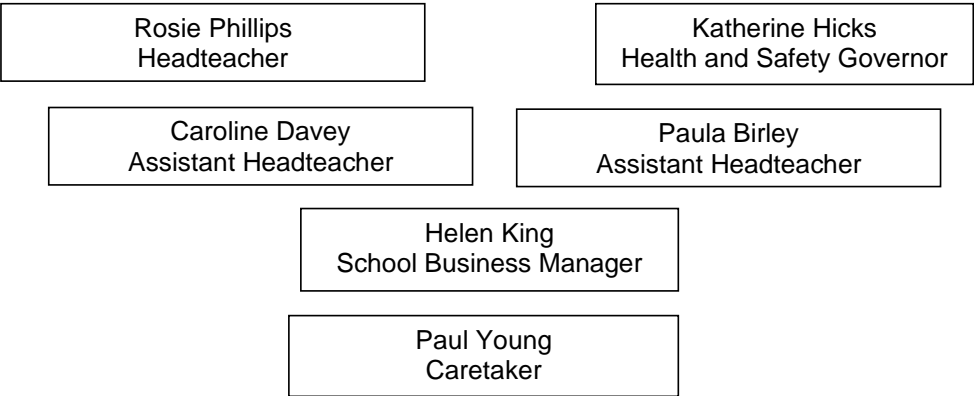 Rosie Phillips
Headteacher
Katherine Hicks
Health and Safety Governor
Caroline Davey
Assistant Headteacher
Paula Birley
Assistant Headteacher
Helen King
School Business Manager
Paul Young
Caretaker